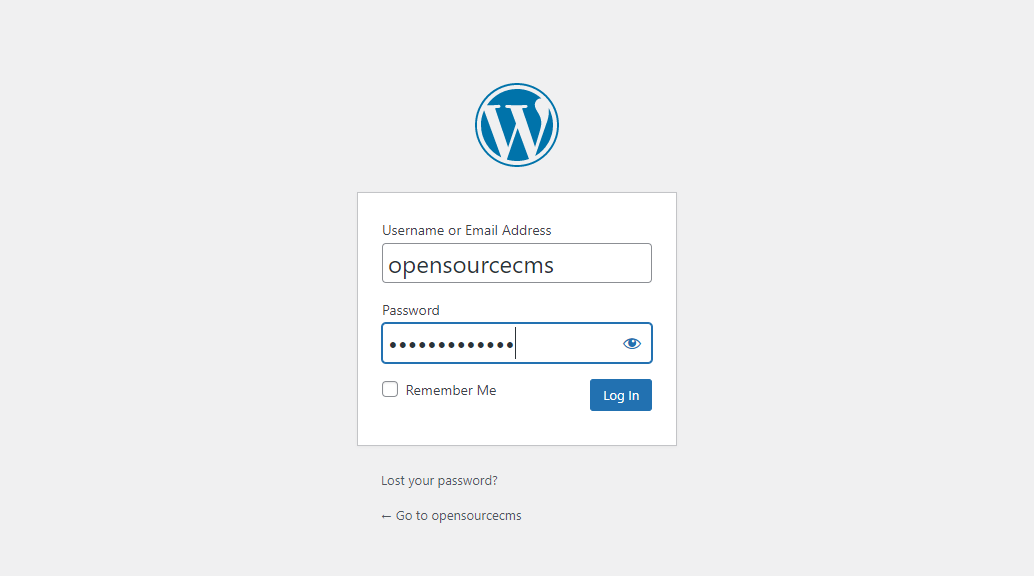 Username or Email Address
opensourcecms
Password
•••••••••••••
Remember Me
Log In
Lost your password?
← Go to opensourcecms